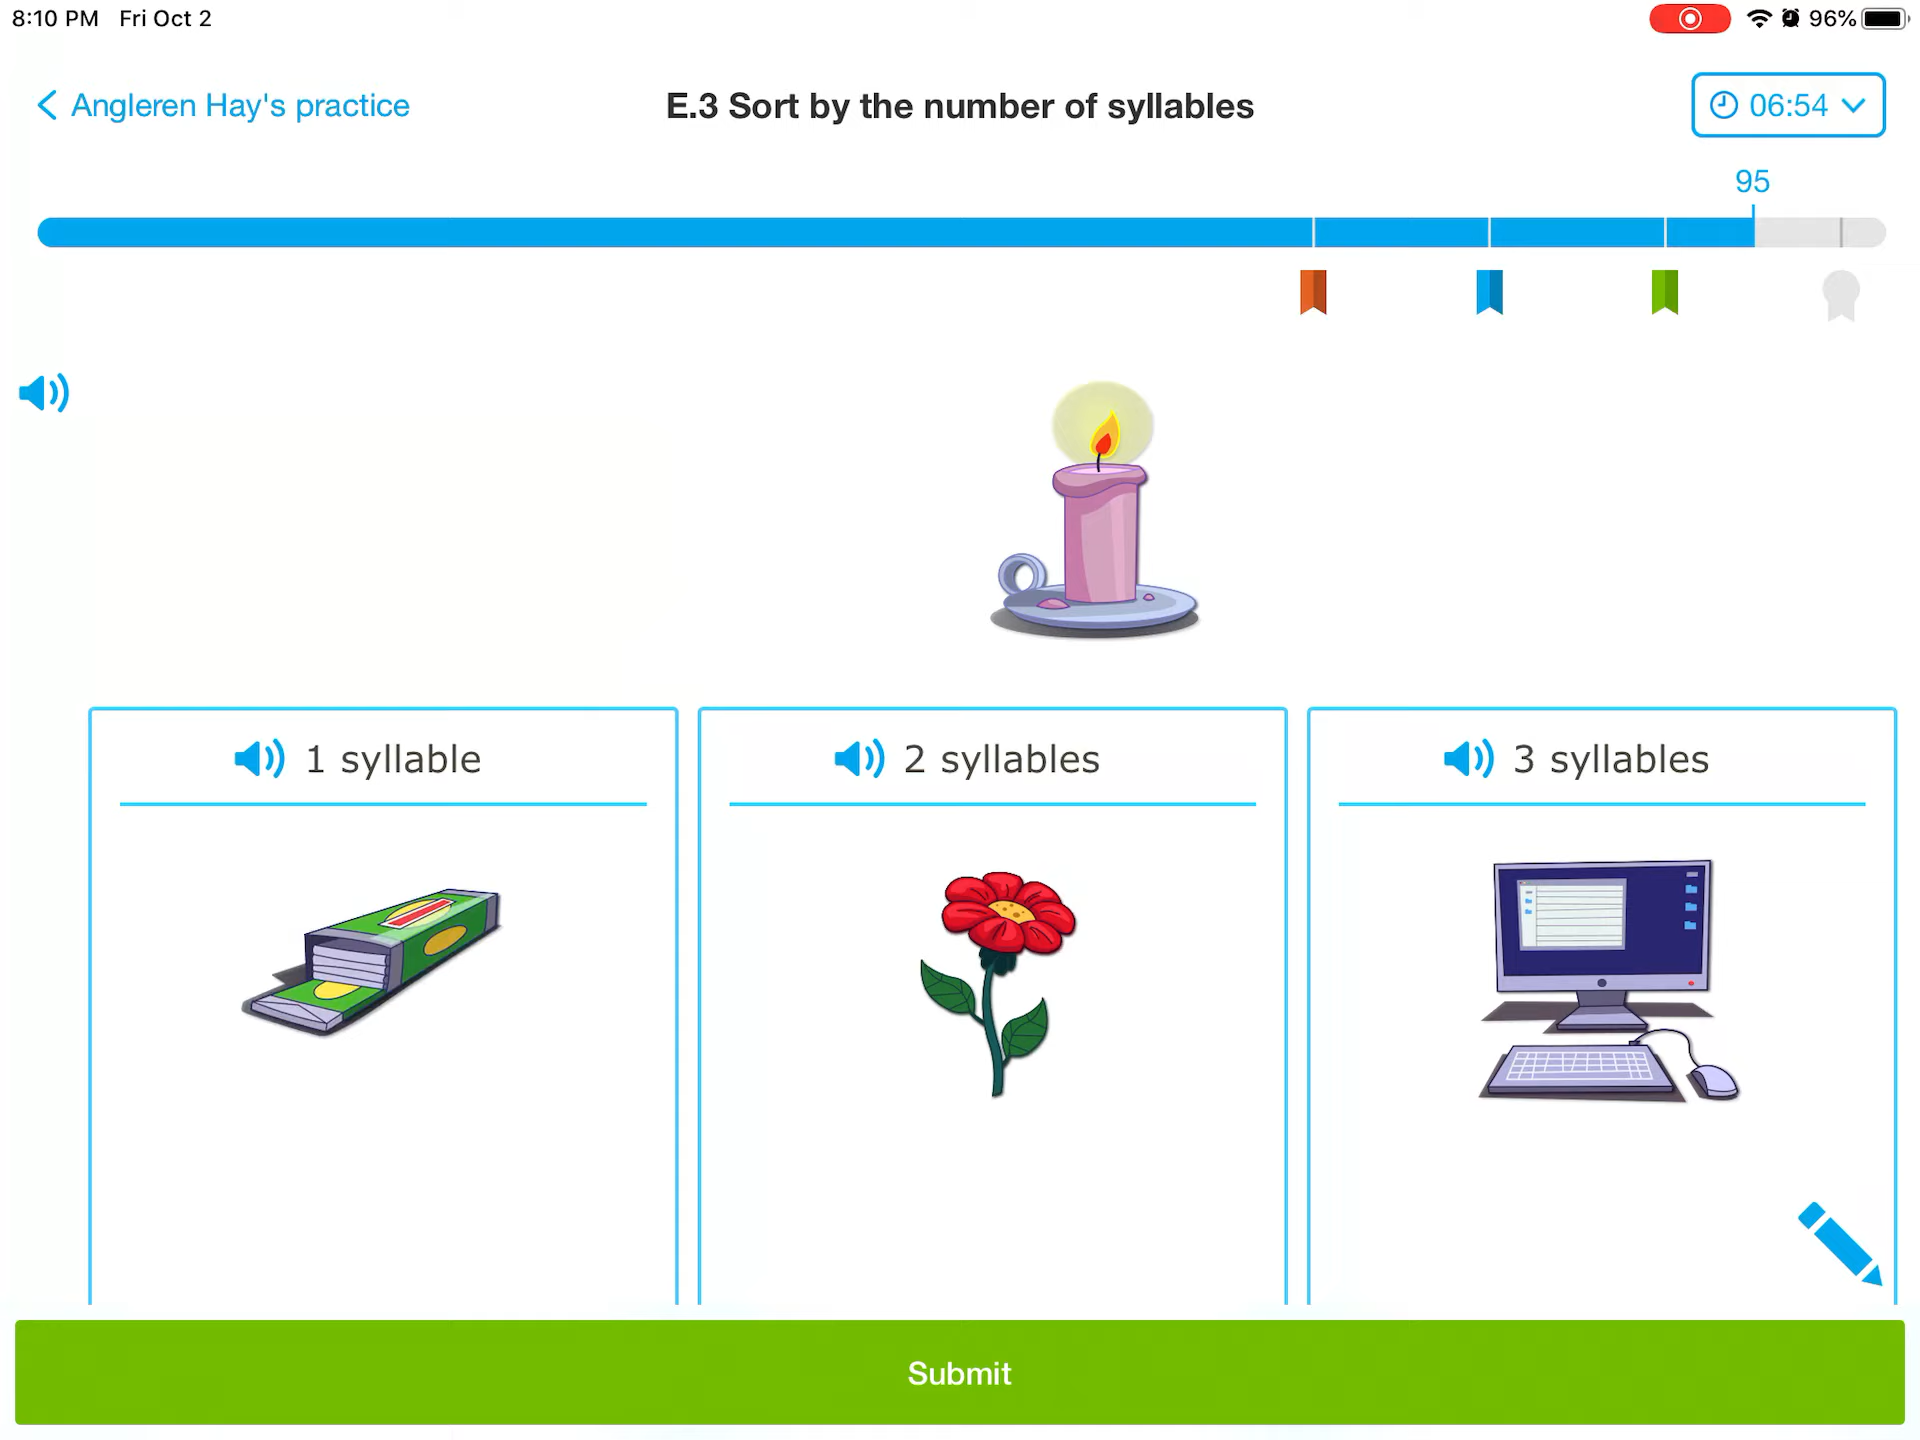 8:10 PM Fri Oct 2
96%
Angleren Hay's practice
E.3 Sort by the number of syllables
06:54
95
1 syllable
2 syllables
3 syllables
Submit